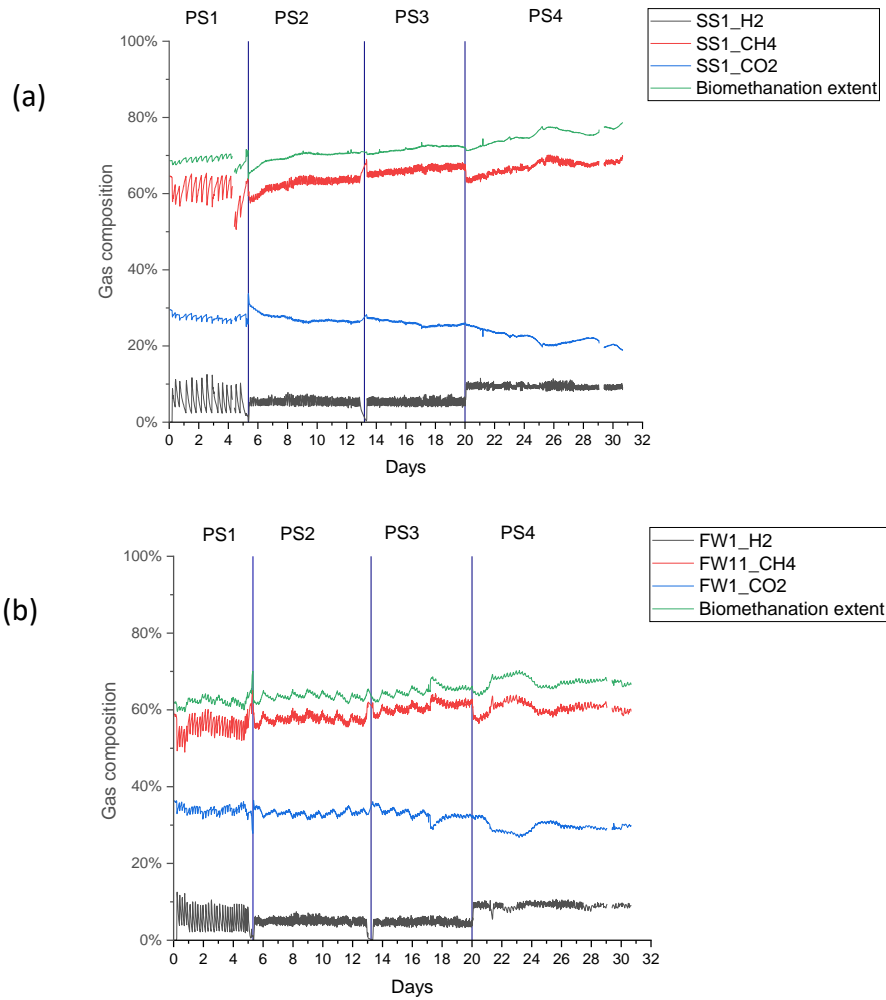 PS1 PS2 PS3 PS4
SS1_H2
SS1_CH4
SS1_CO2
Biomethanation extent
(a)
100%
80%
60%
40%
20%
0%
Gas composition
0 2 4 6 8 10 12 14 16 18 20 22 24 26 28 30 32
Days
PS1 PS2 PS3 PS4
FW1_H2
FW11_CH4
FW1_CO2
Biomethanation extent
(b)
100%
80%
60%
40%
20%
0%
Gas composition
0 2 4 6 8 10 12 14 16 18 20 22 24 26 28 30 32
Days